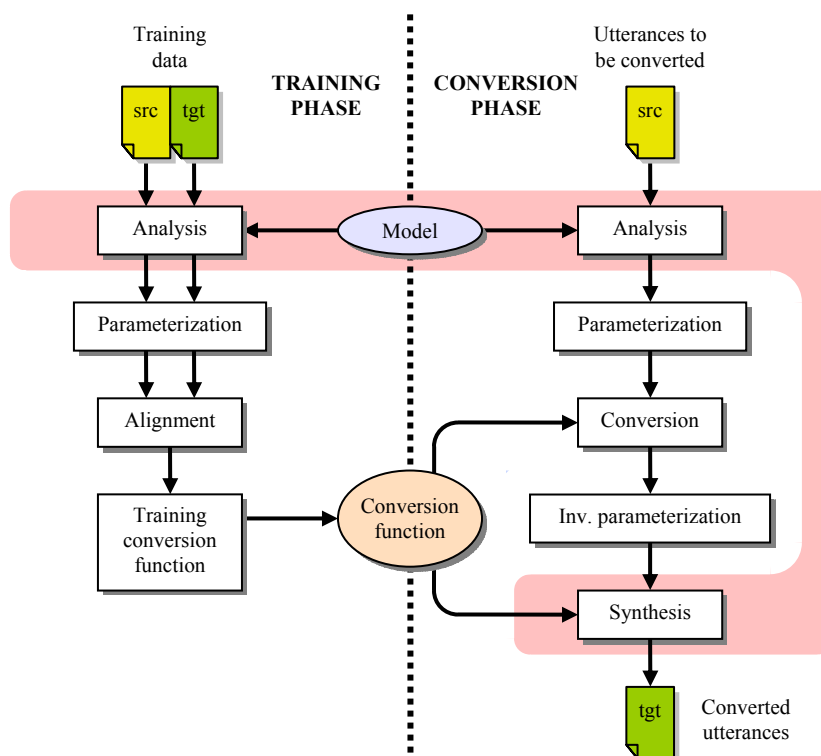 Training
data
Utterances to
be converted
TRAINING
PHASE
CONVERSION
PHASE
src
tgt
src
Analysis
Model
Analysis
Parameterization
Parameterization
Alignment
Conversion
Training
conversion
function
Conversion
function
Inv. parameterization
Synthesis
tgt
Converted
utterances